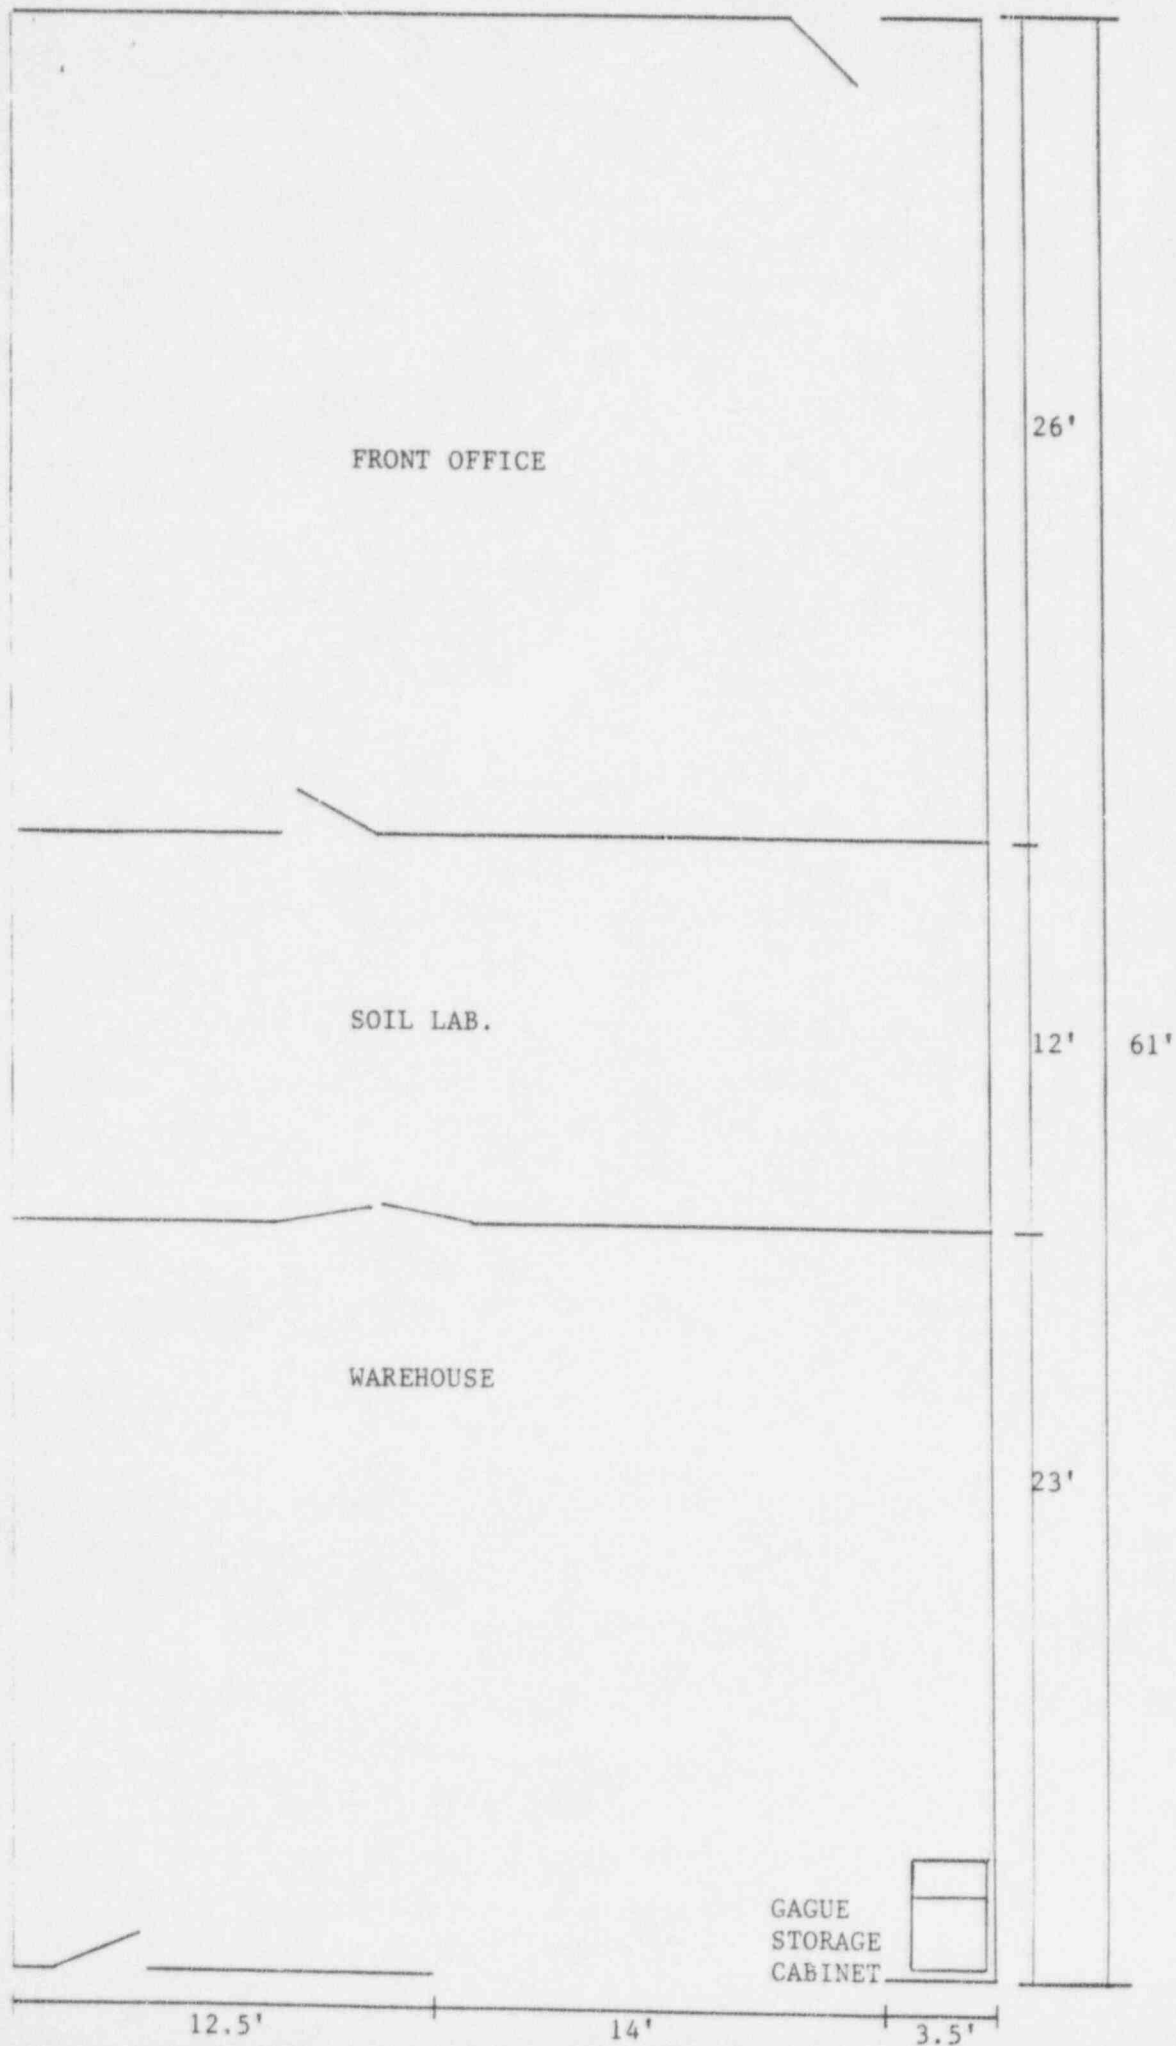 26'
FRONT OFFICE
SOIL LAB.
12'
61'
WAREHOUSE
23'
GAGUE
STORAGE
CABINET
12.5'
14'
3.5'